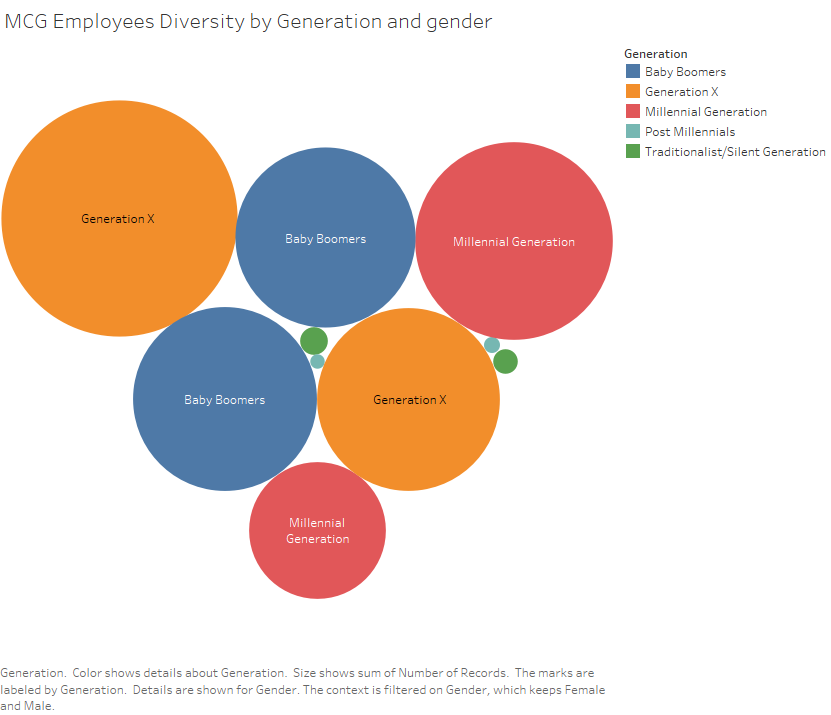 MCG Employees Diversity by Generation and gender
Generation
Baby Boomers
Generation X
Millennial Generation
Post Millennials
Traditionalist/Silent Generation
Generation X
Baby Boomers
Millennial Generation
Baby Boomers
Generation X
Millennial
Generation
Generation.  Color shows details about Generation.  Size shows sum of Number of Records.  The marks are
labeled by Generation.  Details are shown for Gender. The context is filtered on Gender, which keeps Female
and Male.